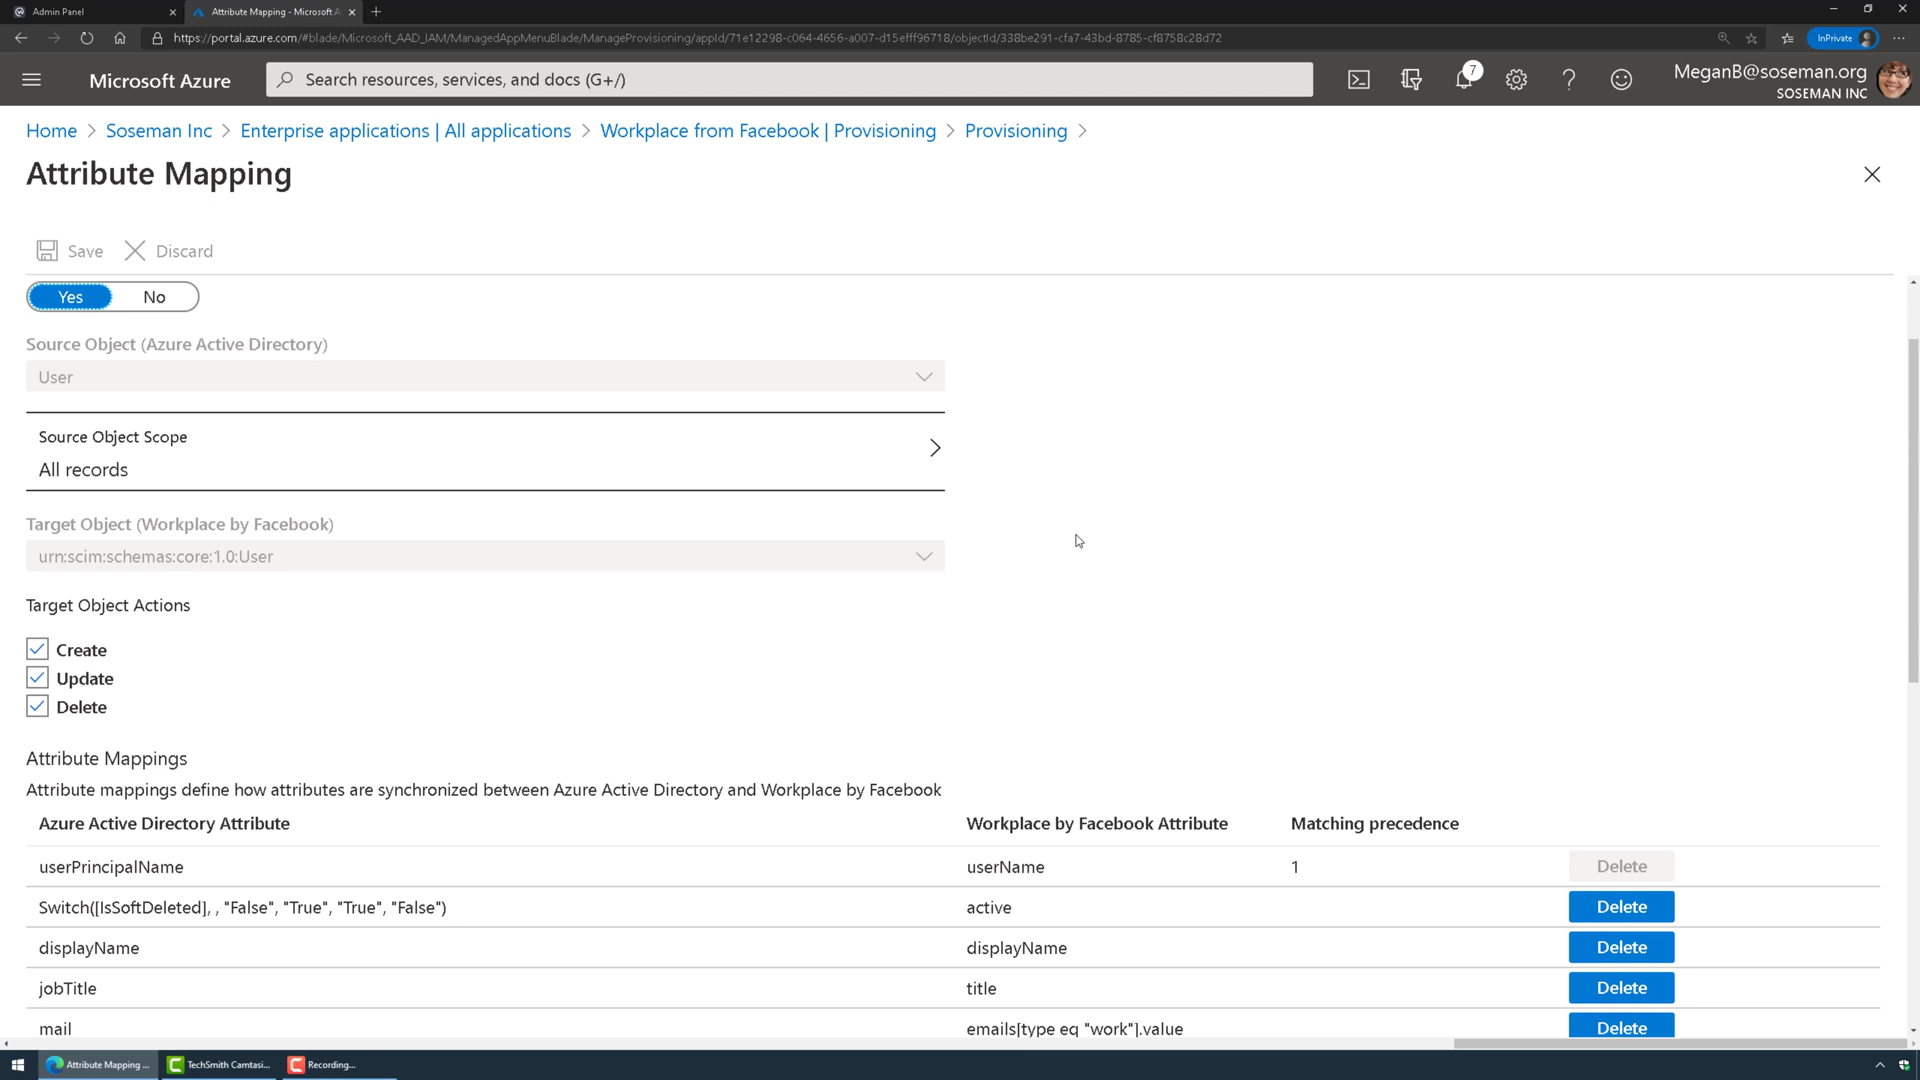 Admin Panel
Attribute Mapping - Microsoft A
https://portal.azure.com/#blade/Microsoft_AAD_IAM/ManagedAppMenuBlade/ManageProvisioning/appId/71e12298-c064-4656-a007-d15efff96718/objectId/338be291-cfa7-43bd-8785-cf8758c28d72
InPrivate
Microsoft Azure
Search resources, services, and docs (G+/)
7
MeganB@soseman.org
SOSEMAN INC
Home > Soseman Inc > Enterprise applications | All applications > Workplace from Facebook | Provisioning > Provisioning >
Attribute Mapping
Save Discard
Yes No
Source Object (Azure Active Directory)
User
Source Object Scope
All records
Target Object (Workplace by Facebook)
urn:scim:schemas:core:1.0:User
Target Object Actions
Create
Update
Delete
Attribute Mappings
Attribute mappings define how attributes are synchronized between Azure Active Directory and Workplace by Facebook
Azure Active Directory Attribute Workplace by Facebook Attribute Matching precedence
userPrincipalName userName 1 Delete
Switch([IsSoftDeleted], , "False", "True", "True", "False") active Delete
displayName displayName Delete
jobTitle title Delete
mail emails[type eq "work"].value Delete
Attribute Mapping ... TechSmith Camtasi... Recording...